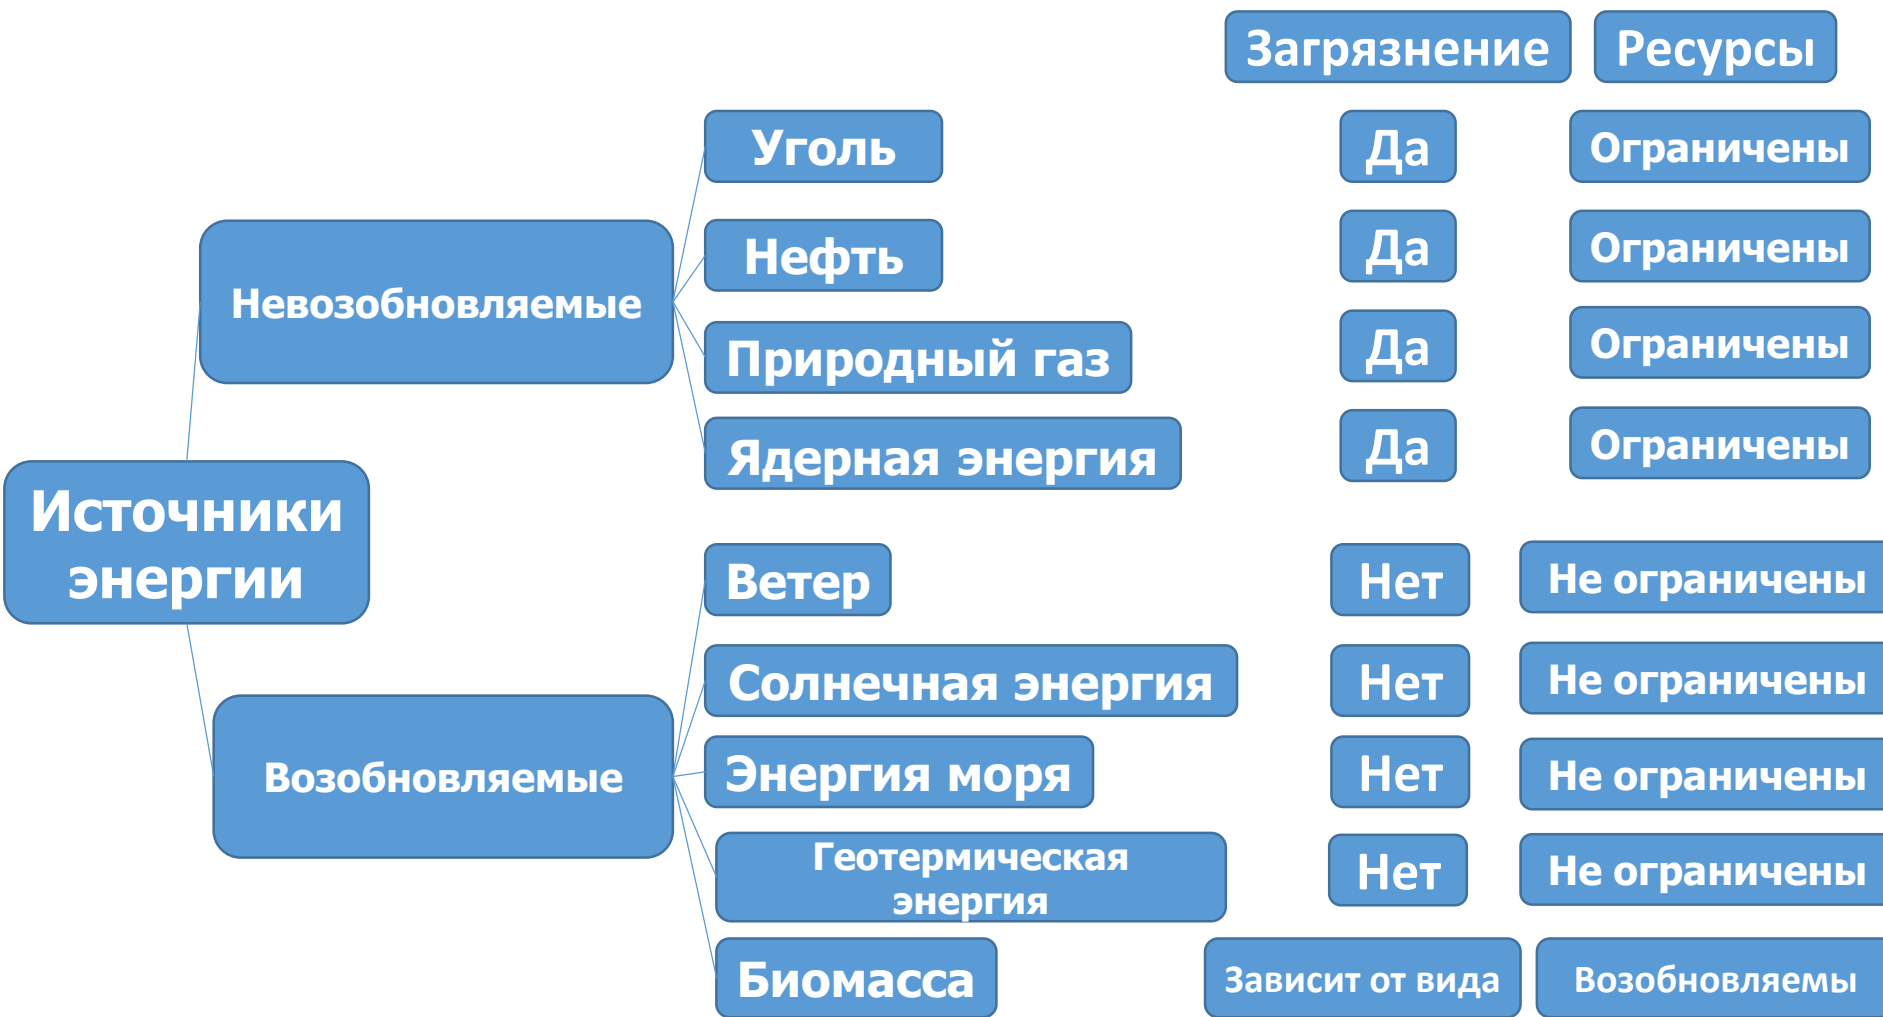 Загрязнение
Ресурсы
Уголь
Да
Ограничены
Нефть
Да
Ограничены
Невозобновляемые
Природный газ
Да
Ограничены
Ядерная энергия
Да
Ограничены
Источники
энергии
Ветер
Нет
Не ограничены
Солнечная энергия
Нет
Не ограничены
Возобновляемые
Энергия моря
Нет
Не ограничены
Геотермическая
энергия
Нет
Не ограничены
Биомасса
Зависит от вида
Возобновляемы